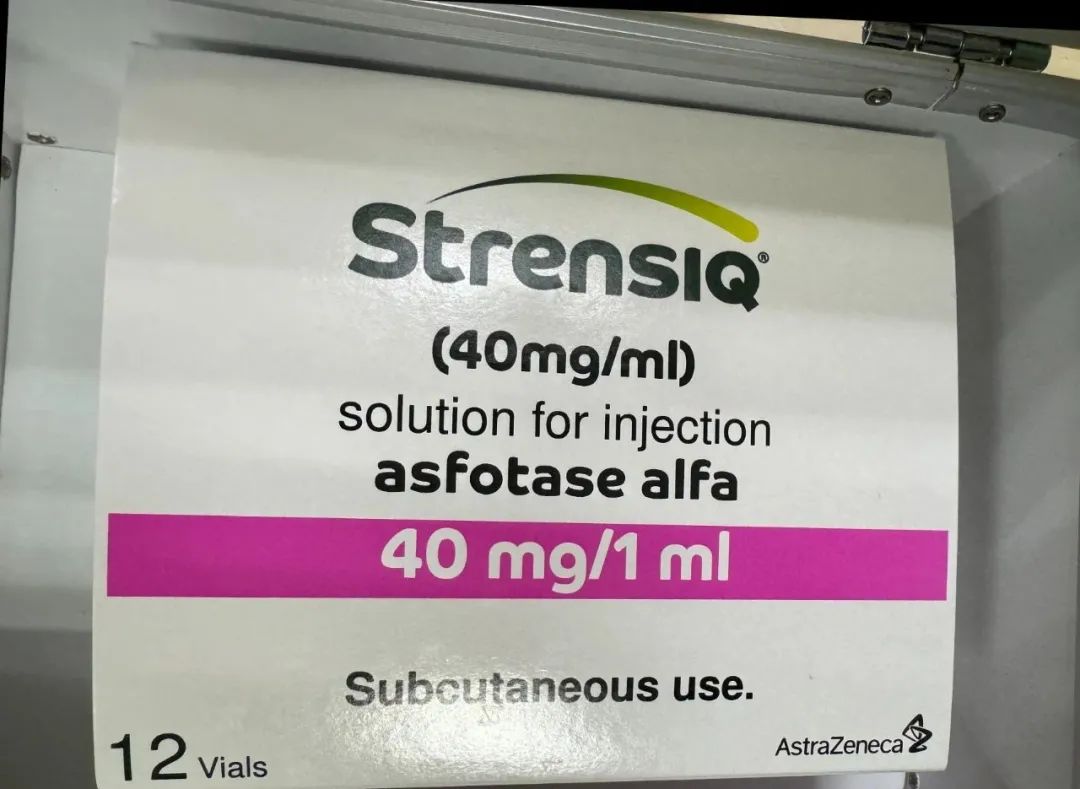 StrensIQ®
(40mg/ml)
solution for injection
asfotase alfa
40 mg/1 ml
Subcutaneous use.
12 Vials
AstraZeneca